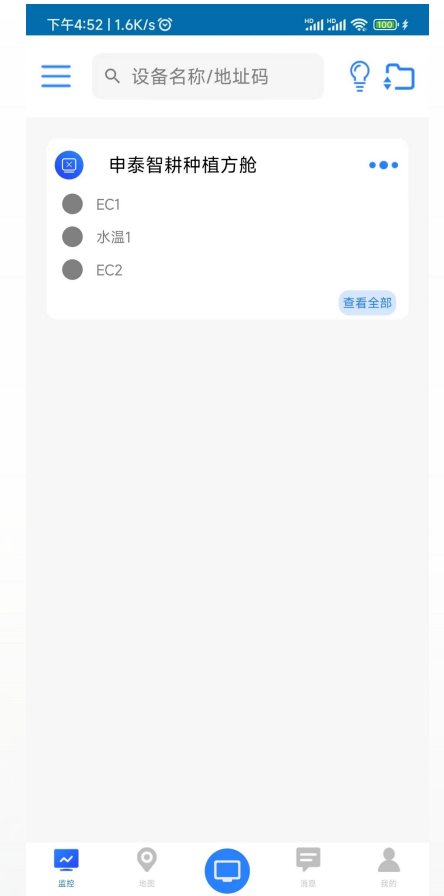 下午4:52 | 1.6K/s
HD HD 100
设备名称/地址码
申泰智耕种植方舱
EC1
水温1
EC2
查看全部
监控 地图 消息 我的